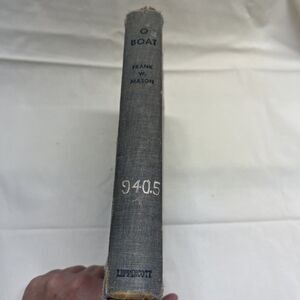 Q
BOAT
FRANK
W.
MASON
940.5
LIPPINCOTT